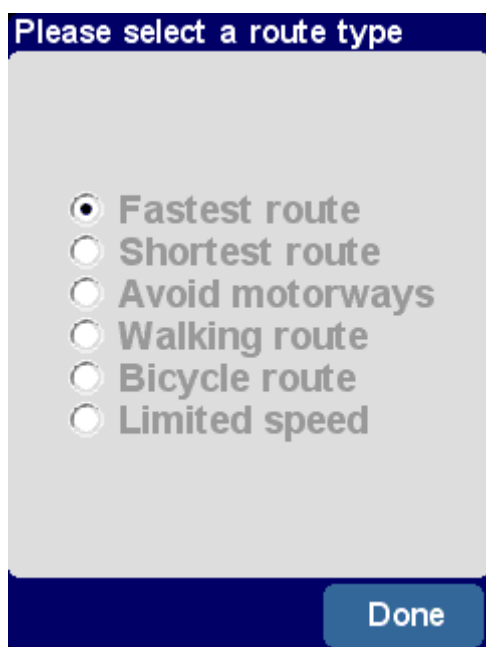 Please select a route type
Fastest route
Shortest route
Avoid motorways
Walking route
Bicycle route
Limited speed
Done